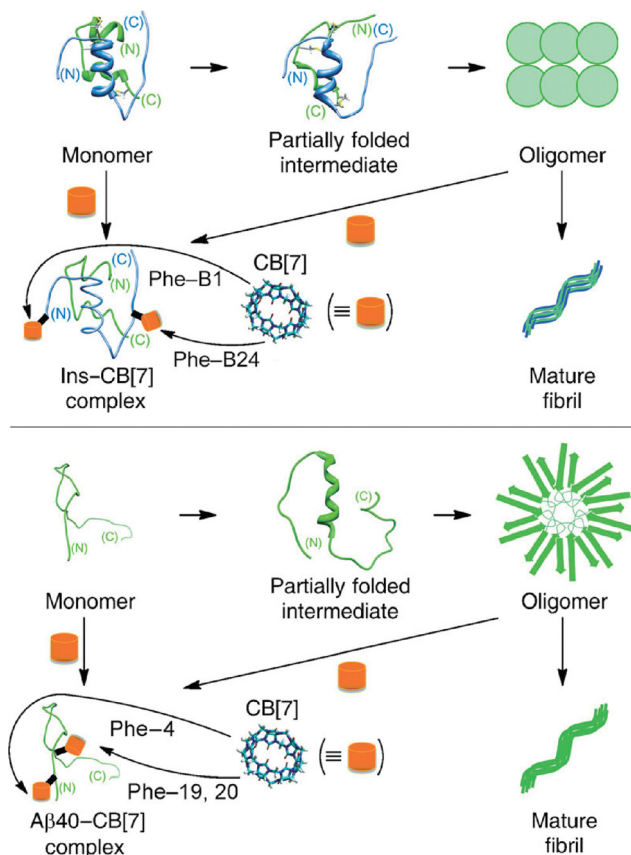 (C)
(N)
(N)
(C)
(N)
(C)
(N)
(C)
Monomer
Partially folded
intermediate
Oligomer
(C)
(N)
Phe–B1
CB[7]
(≡ )
(N)
(C)
Phe–B24
Ins–CB[7]
complex
Mature
fibril
(N)
(C)
(C)
(N)
Monomer
Partially folded
intermediate
Oligomer
Phe–4
CB[7]
(≡ )
(C)
(N)
Phe–19, 20
Aβ40–CB[7]
complex
Mature
fibril